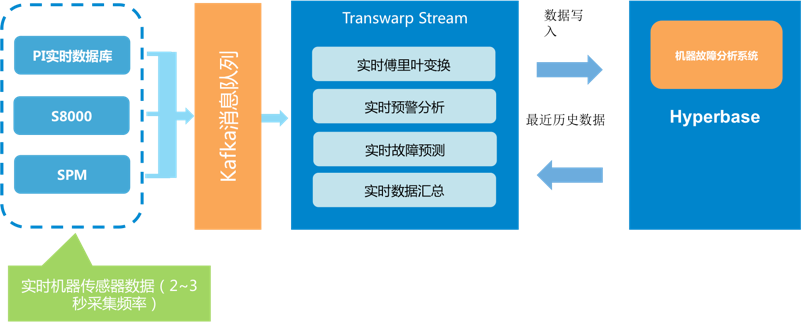 PI实时数据库
S8000
SPM
实时机器传感器数据（2~3
秒采集频率）
Kafka消息队列
Transwarp Stream
实时傅里叶变换
实时预警分析
实时故障预测
实时数据汇总
数据写
入
最近历史数据
机器故障分析系统
Hyperbase